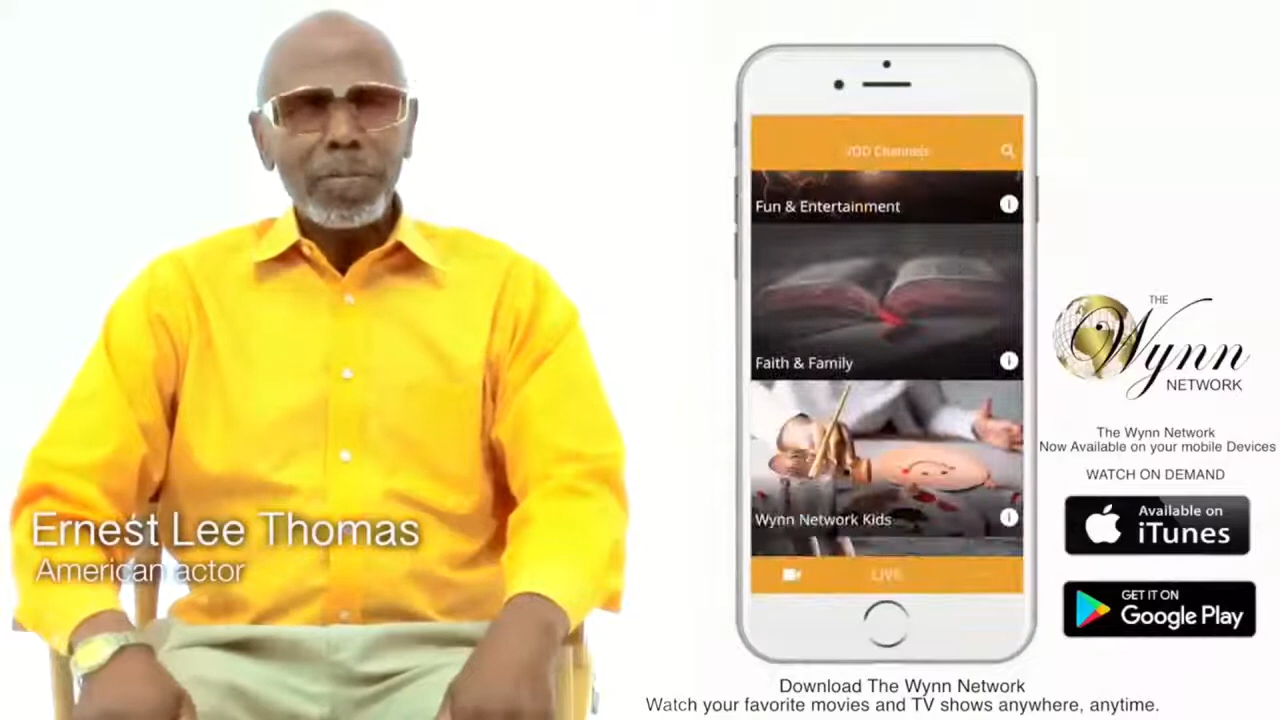 Ernest Lee Thomas
American actor
VOD Channels
Fun & Entertainment
Faith & Family
Wynn Network Kids
LIVE
THE
Wynn
NETWORK
The Wynn Network
Now Available on your mobile Devices
WATCH ON DEMAND
Available on
iTunes
GET IT ON
Google Play
Download The Wynn Network
Watch your favorite movies and TV shows anywhere, anytime.